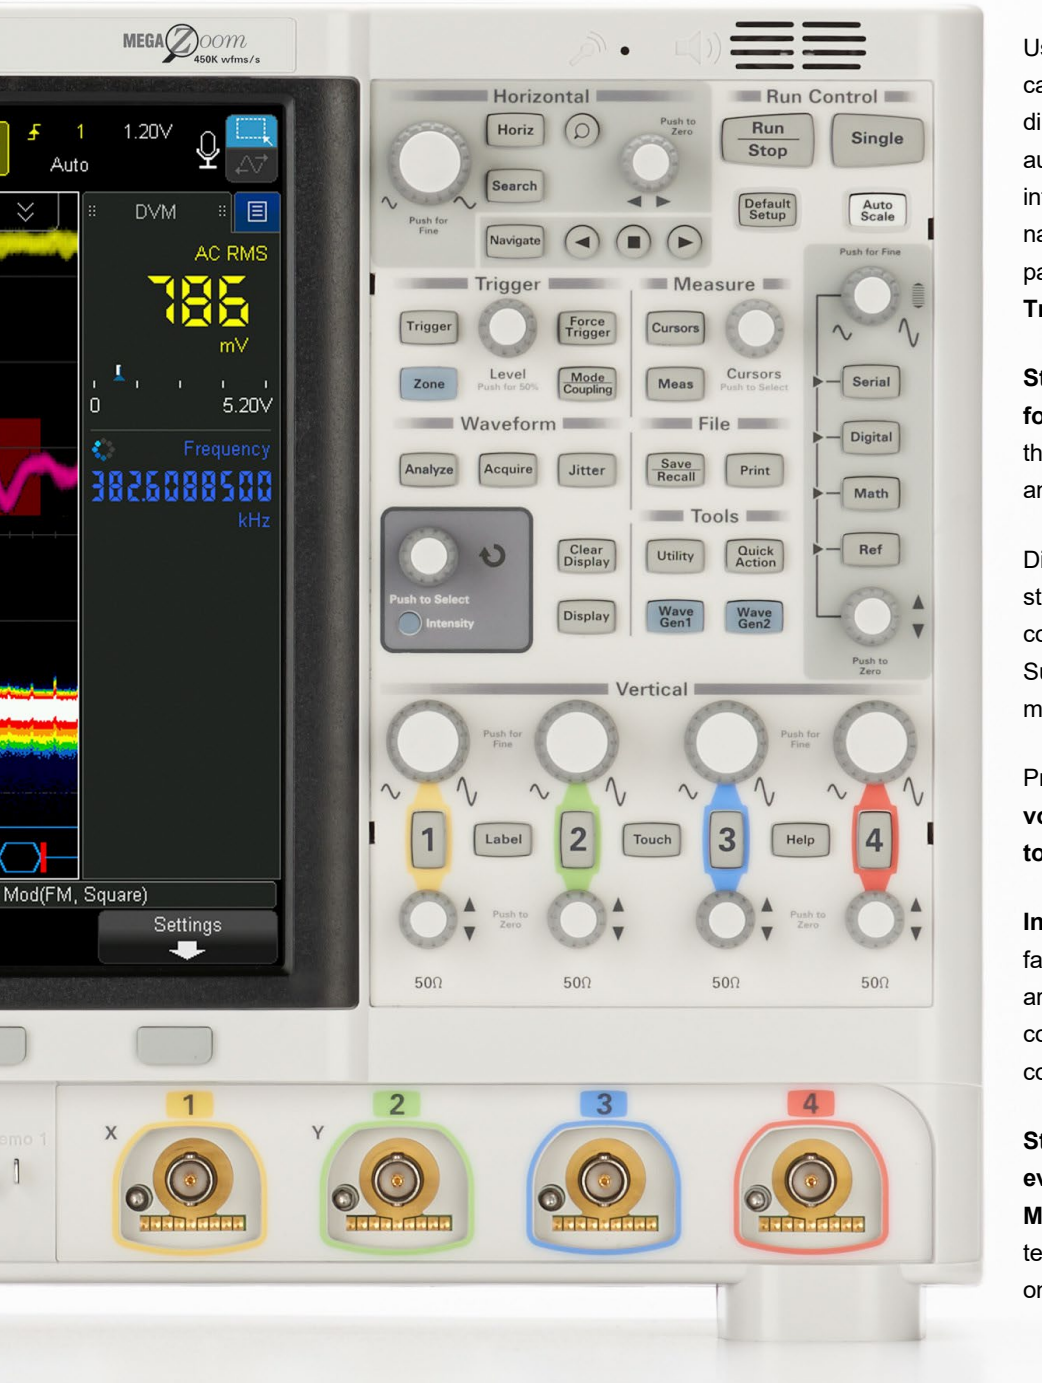 MEGA Zoom
450K wfms/s
1 1.20V
Auto
DVM
AC RMS
786
mV
0 5.20V
Frequency
382.6088500
kHz
Mod(FM, Square)
Settings
Horizontal
Horiz
Push to
Zero
Search
Push for
Fine
Navigate
Run Control
Run
Stop
Single
Default
Setup
Auto
Scale
Trigger
Trigger
Force
Trigger
Level
Push for 50%
Zone
Mode
Coupling
Measure
Cursors
Cursors
Push to Select
Meas
Push for Fine
Serial
Digital
Math
Ref
Push to
Zero
Waveform
Analyze
Acquire
Jitter
File
Save
Recall
Print
Tools
Clear
Display
Utility
Quick
Action
Push to Select
Intensity
Display
Wave
Gen1
Wave
Gen2
Vertical
Push for
Fine
Push for
Fine
1 Label 2 Touch 3 Help 4
Push to
Zero
Push to
Zero
50Ω 50Ω 50Ω 50Ω
1 2 3 4
X Y
emo 1